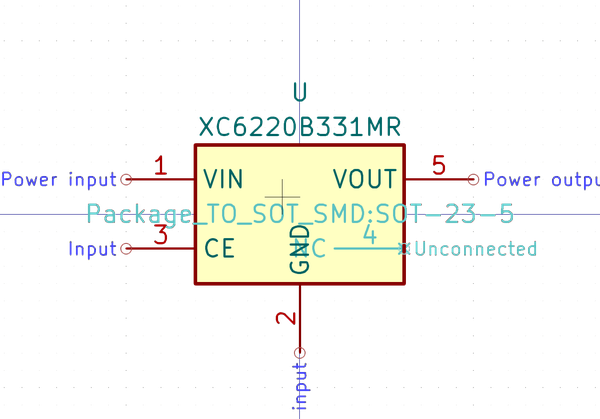 U
XC6220B331MR
Power input 1 VIN VOUT 5 Power outpu
Package_TO_SOT_SMD:SOT-23-5
Input 3 CE GND NC 4 Unconnected
2
input